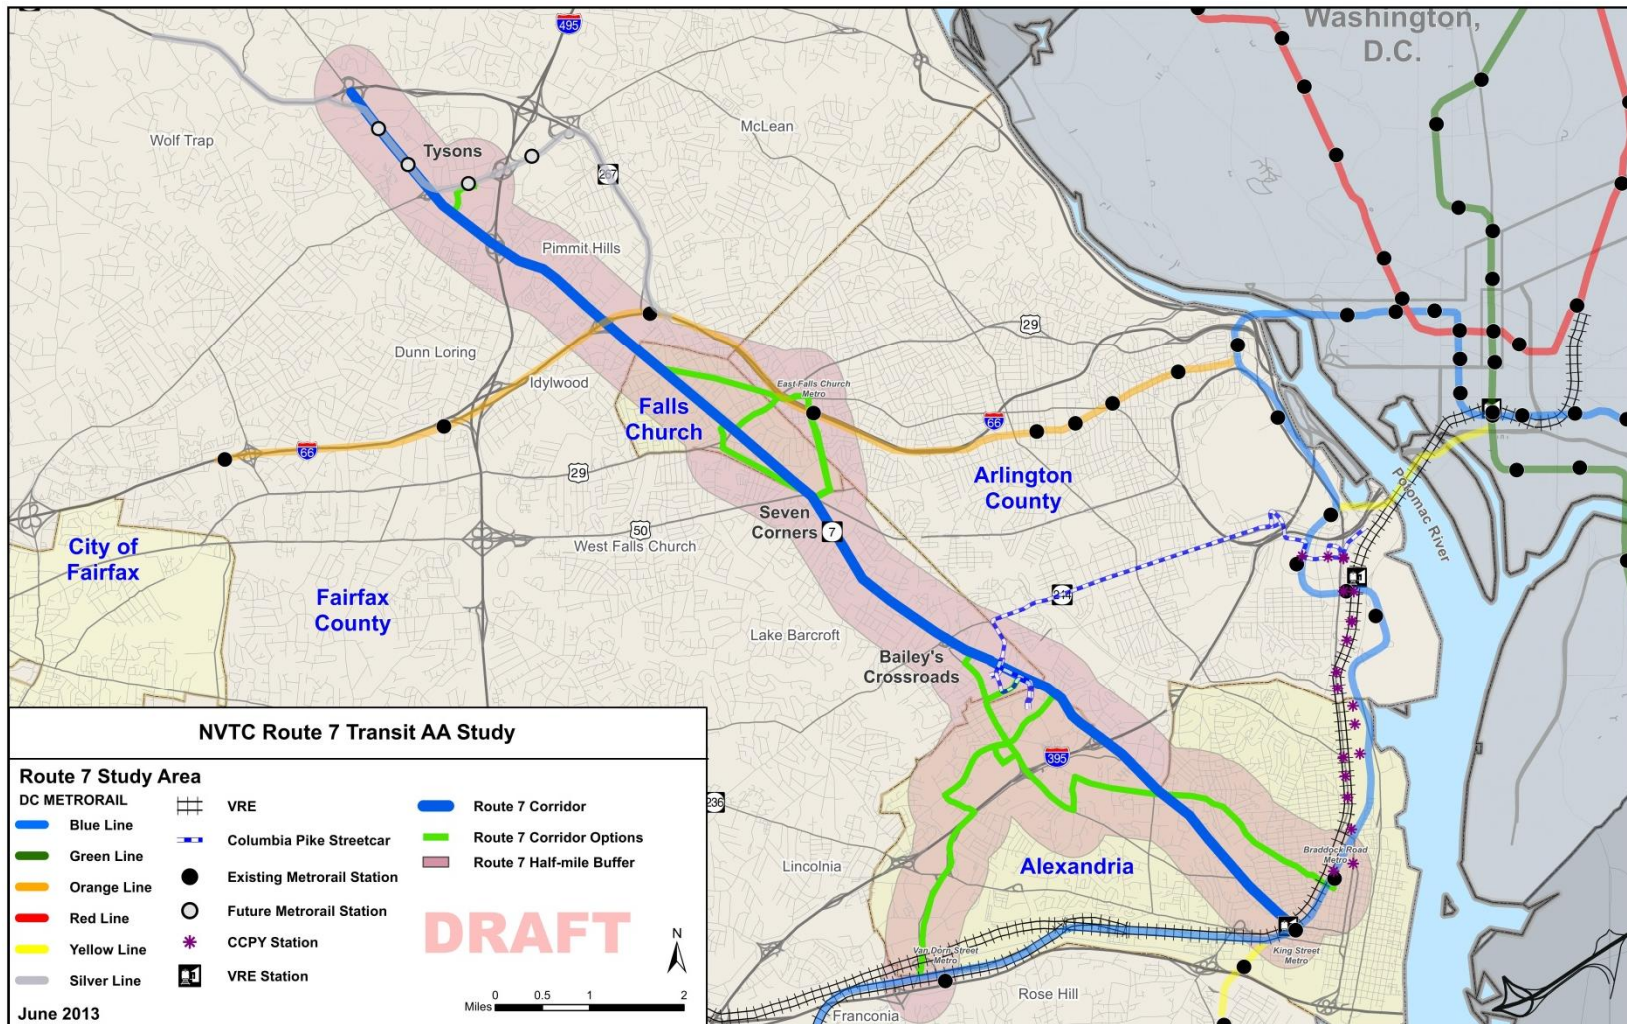 Washington,
D.C.
495
Wolf Trap
McLean
Tysons
267
Pimmit Hills
29
Dunn Loring
Idylwood
East Falls Church
Metro
Falls
Church
66
66
29
Arlington
County
Potomac River
Seven
Corners
7
50
West Falls Church
City of
Fairfax
Fairfax
County
244
Lake Barcroft
Bailey's
Crossroads
395
236
Lincolnia
Alexandria
Braddock Road
Metro
Van Dorn Street
Metro
King Street
Metro
Rose Hill
Franconia
NVTC Route 7 Transit AA Study
Route 7 Study Area
DC METRORAIL
Blue Line
Green Line
Orange Line
Red Line
Yellow Line
Silver Line
VRE
Columbia Pike Streetcar
Existing Metrorail Station
Future Metrorail Station
CCPY Station
VRE Station
Route 7 Corridor
Route 7 Corridor Options
Route 7 Half-mile Buffer
DRAFT
N
0 0.5 1 2
Miles
June 2013